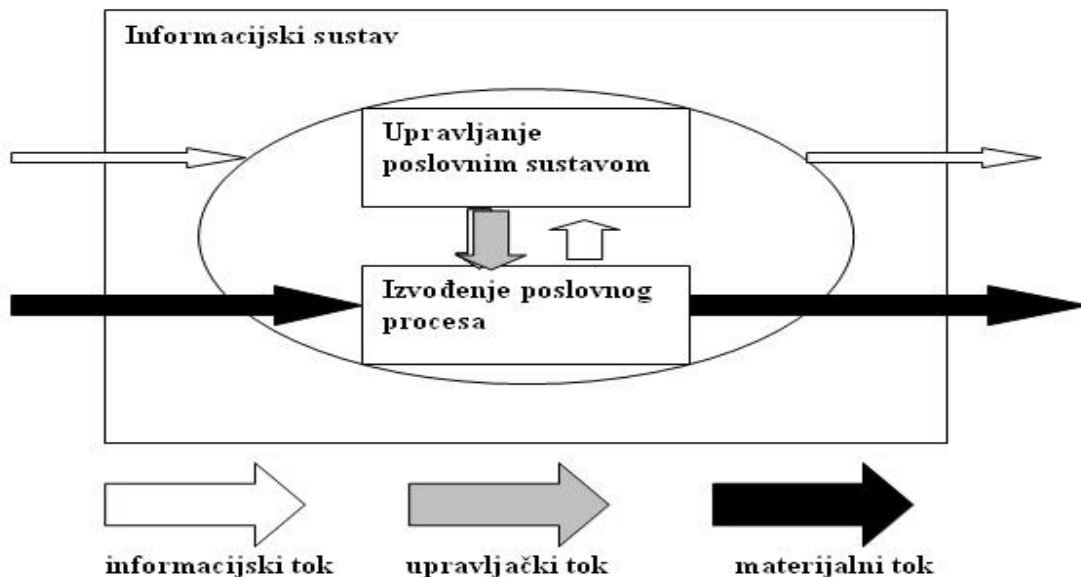 Informacijski sustav
Upravljanje
poslovnim sustavom
Izvođenje poslovnog
procesa
informacijski tok
upravljački tok
materijalni tok